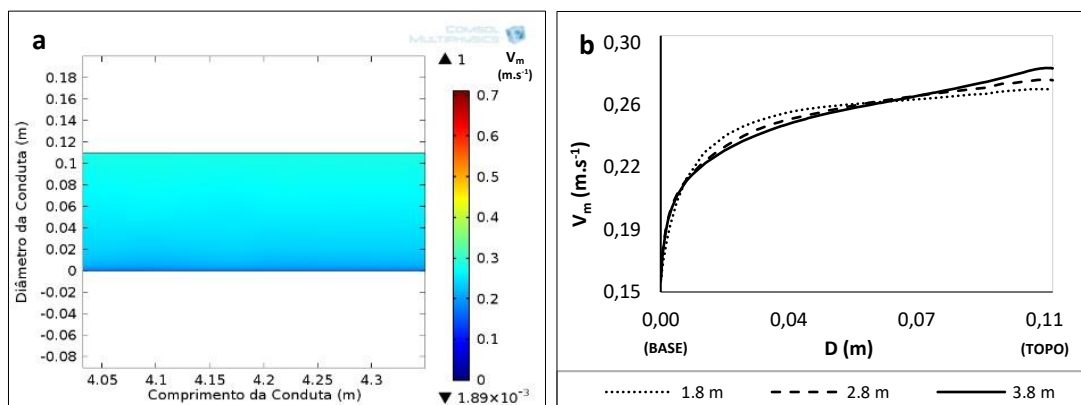 a
COMSOL
MULTIPHYSICS
▲ 1
Vm
(m.s-1)
0.18
0.16
0.14
0.12
0.1
0.08
0.06
0.04
0.02
0
-0.02
-0.04
-0.06
-0.08
Diâmetro da Conduta (m)
4.05 4.1 4.15 4.2 4.25 4.3
Comprimento da Conduta (m)
0.7
0.6
0.5
0.4
0.3
0.2
0.1
0
▼ 1.89×10⁻³
b
0,30
0,26
0,22
0,19
0,15
Vm (m.s-1)
0,00 0,04 0,07 0,11
(BASE) D (m) (TOPO)
1.8 m 2.8 m 3.8 m